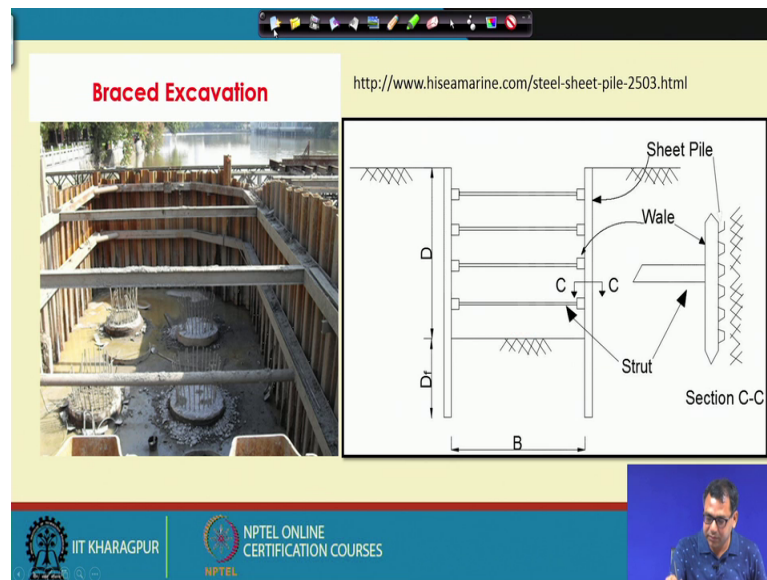 Braced Excavation
http://www.hiseamarine.com/steel-sheet-pile-2503.html
Sheet Pile
Wale
D
C C
Strut
Df
Section C-C
B
IIT KHARAGPUR
NPTEL
NPTEL ONLINE
CERTIFICATION COURSES